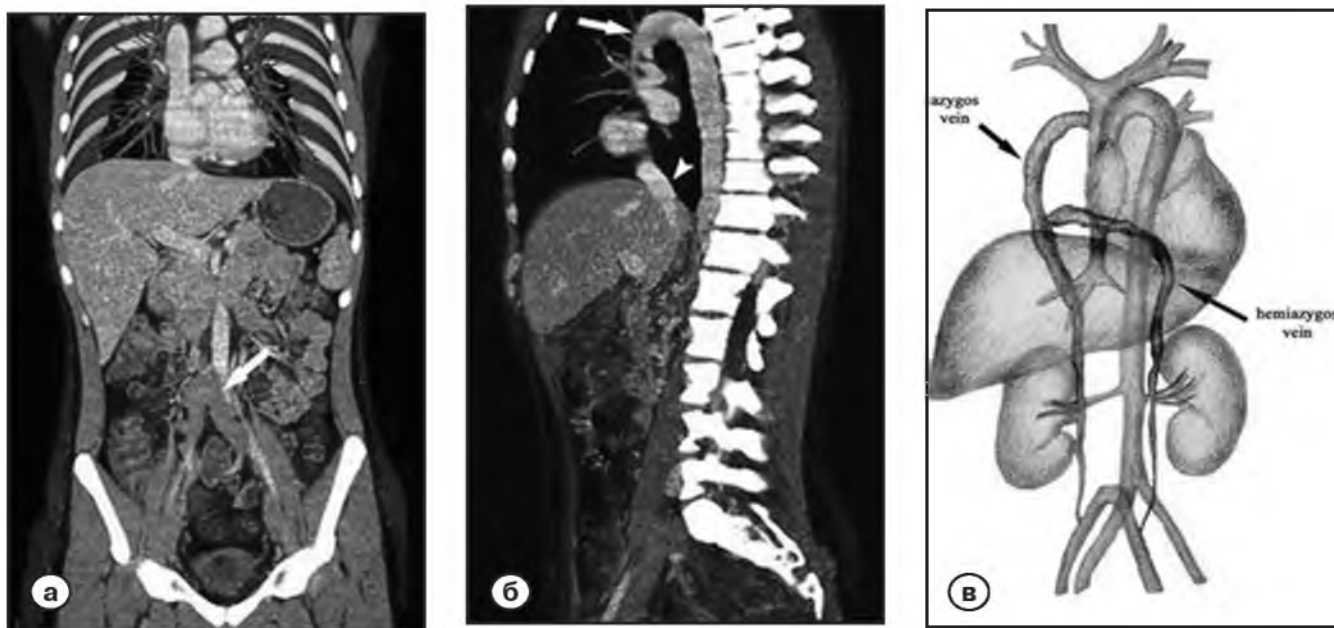 azygos
vein
hemiazygos
vein
а
б
в